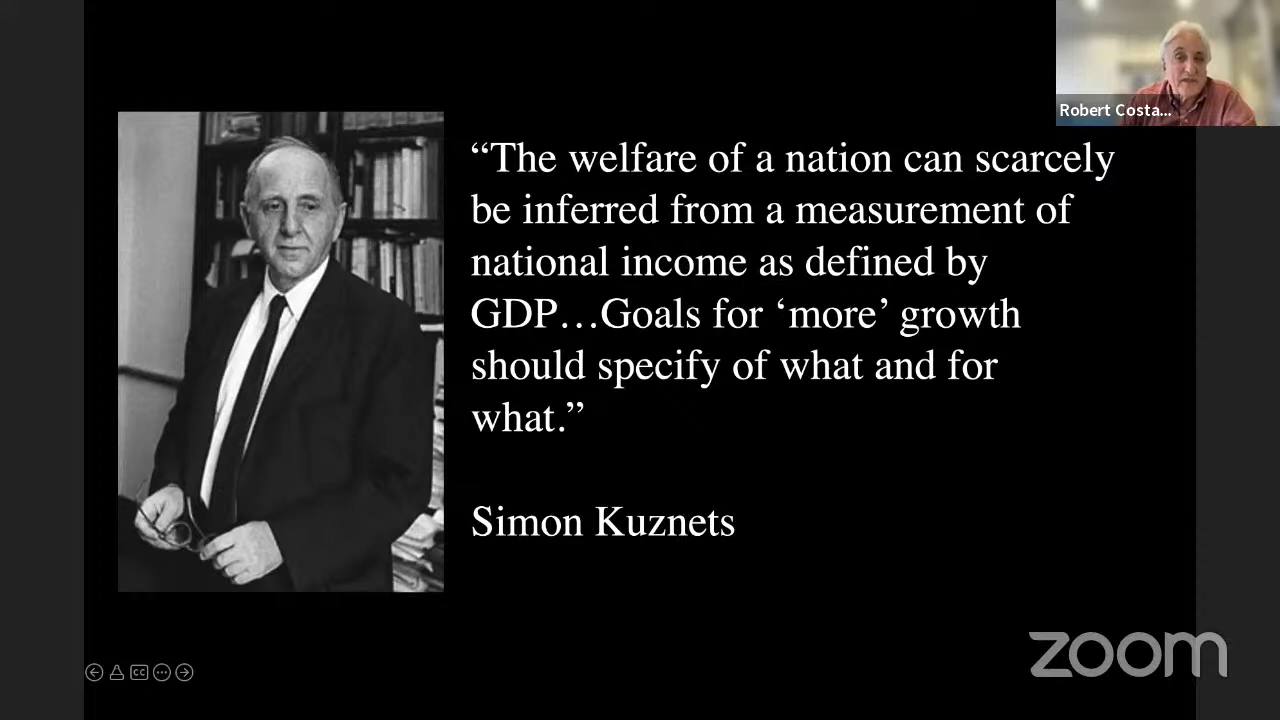 Robert Costa...
“The welfare of a nation can scarcely
be inferred from a measurement of
national income as defined by
GDP…Goals for ‘more’ growth
should specify of what and for
what.”
Simon Kuznets
CC
zoom